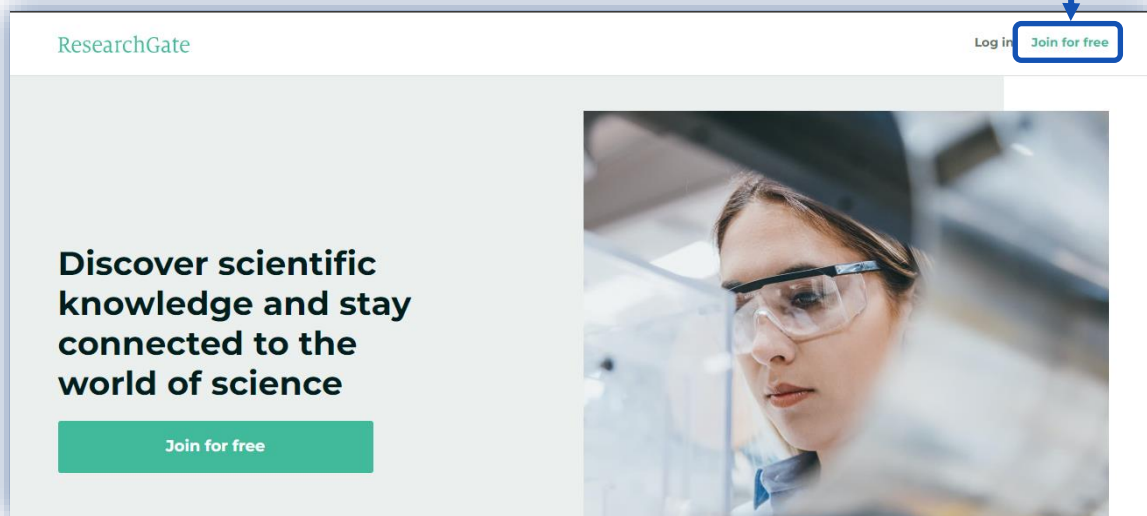 ResearchGate
Log in Join for free
Discover scientific
knowledge and stay
connected to the
world of science
Join for free